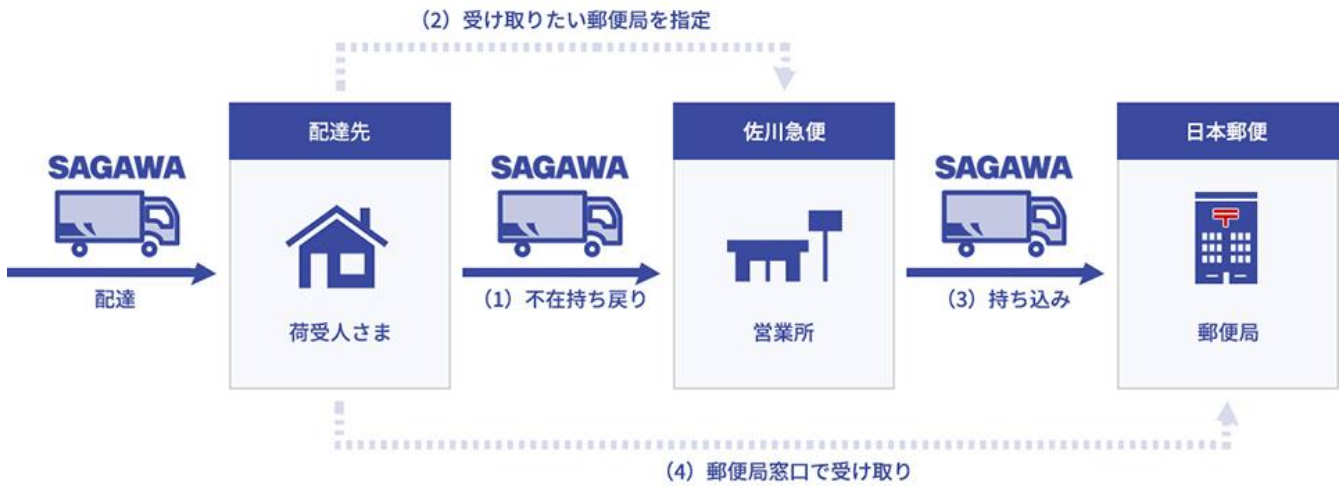 (2) 受け取りたい郵便局を指定
配達先
佐川急便
日本郵便
SAGAWA
SAGAWA
SAGAWA
配達
(1) 不在持ち戻り
(3) 持ち込み
荷受人さま
営業所
郵便局
(4) 郵便局窓口で受け取り